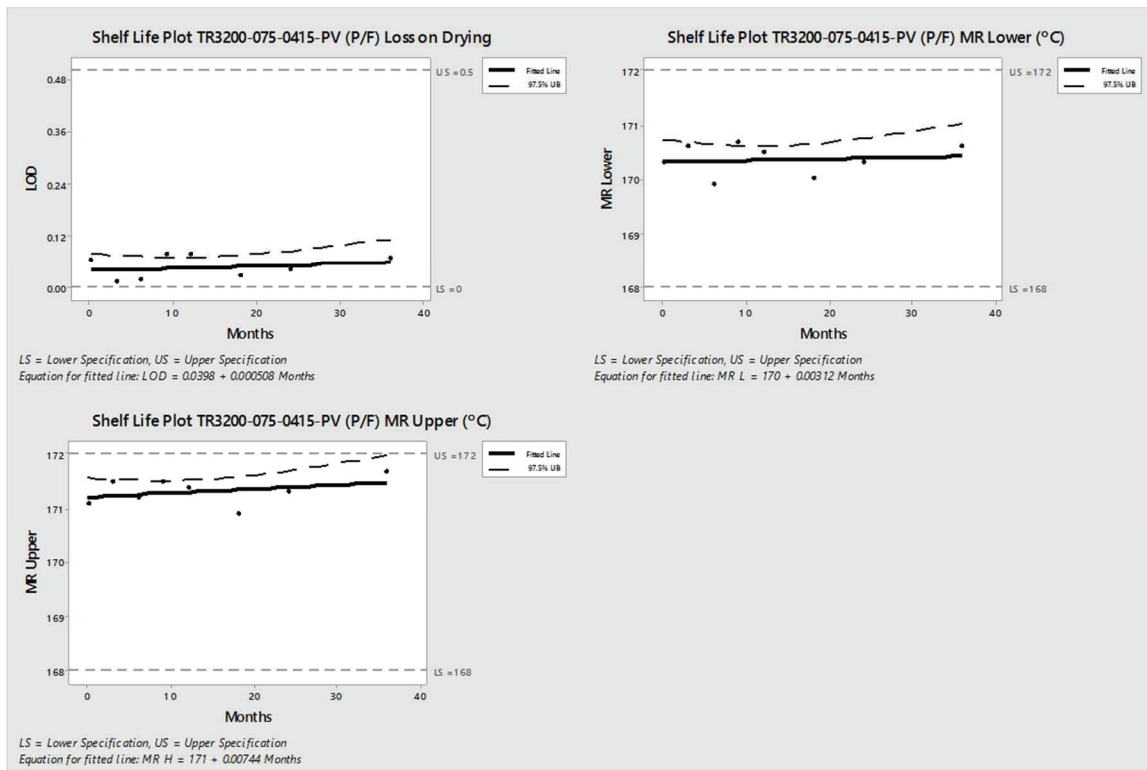 Shelf Life Plot TR3200-075-0415-PV (P/F) Loss on Drying
US =0.5
Fitted Line
97.5% UB
0.48
0.36
0.24
0.12
0.00
LOD
LS =0
0 10 20 30 40
Months
LS = Lower Specification, US = Upper Specification
Equation for fitted line: LOD = 0.0398 + 0.000508 Months
Shelf Life Plot TR3200-075-0415-PV (P/F) MR Lower (°C)
US =172
Fitted Line
97.5% UB
172
171
170
169
168
MR Lower
LS =168
0 10 20 30 40
Months
LS = Lower Specification, US = Upper Specification
Equation for fitted line: MR L = 170 + 0.00312 Months
Shelf Life Plot TR3200-075-0415-PV (P/F) MR Upper (°C)
US =172
Fitted Line
97.5% UB
172
171
170
169
168
MR Upper
LS =168
0 10 20 30 40
Months
LS = Lower Specification, US = Upper Specification
Equation for fitted line: MR H = 171 + 0.00744 Months